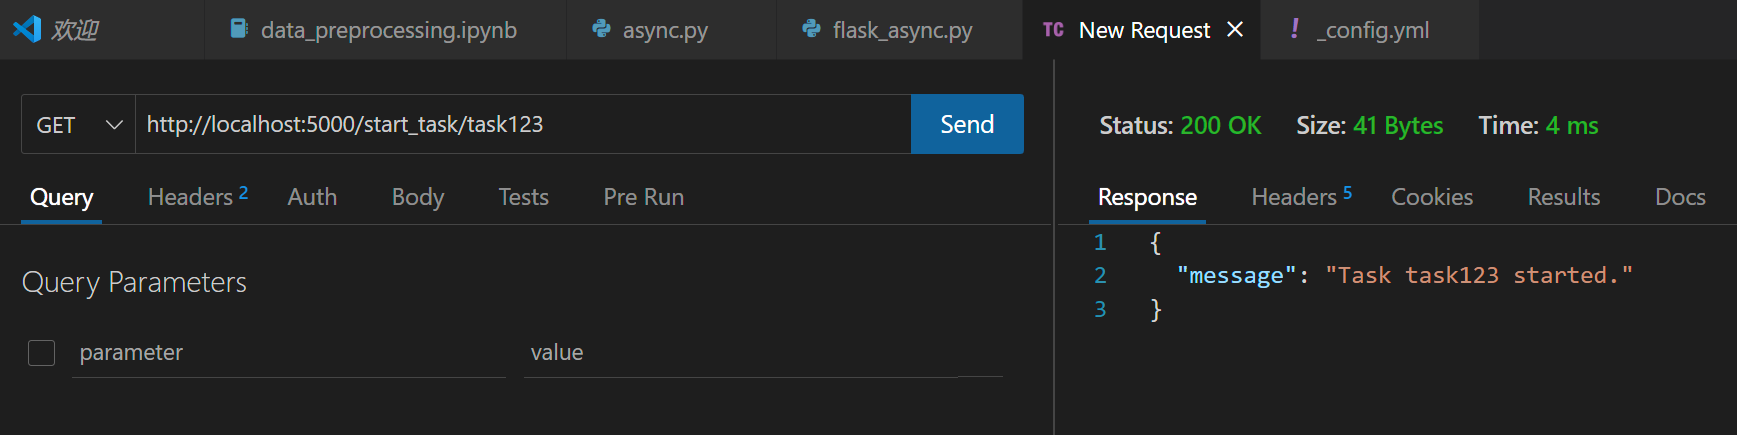 欢迎 data_preprocessing.ipynb async.py flask_async.py TC New Request ! _config.yml
GET http://localhost:5000/start_task/task123 Send
Status: 200 OK Size: 41 Bytes Time: 4 ms
Query Headers 2 Auth Body Tests Pre Run
Response Headers 5 Cookies Results Docs
Query Parameters
parameter value
1 {
2 "message": "Task task123 started."
3 }